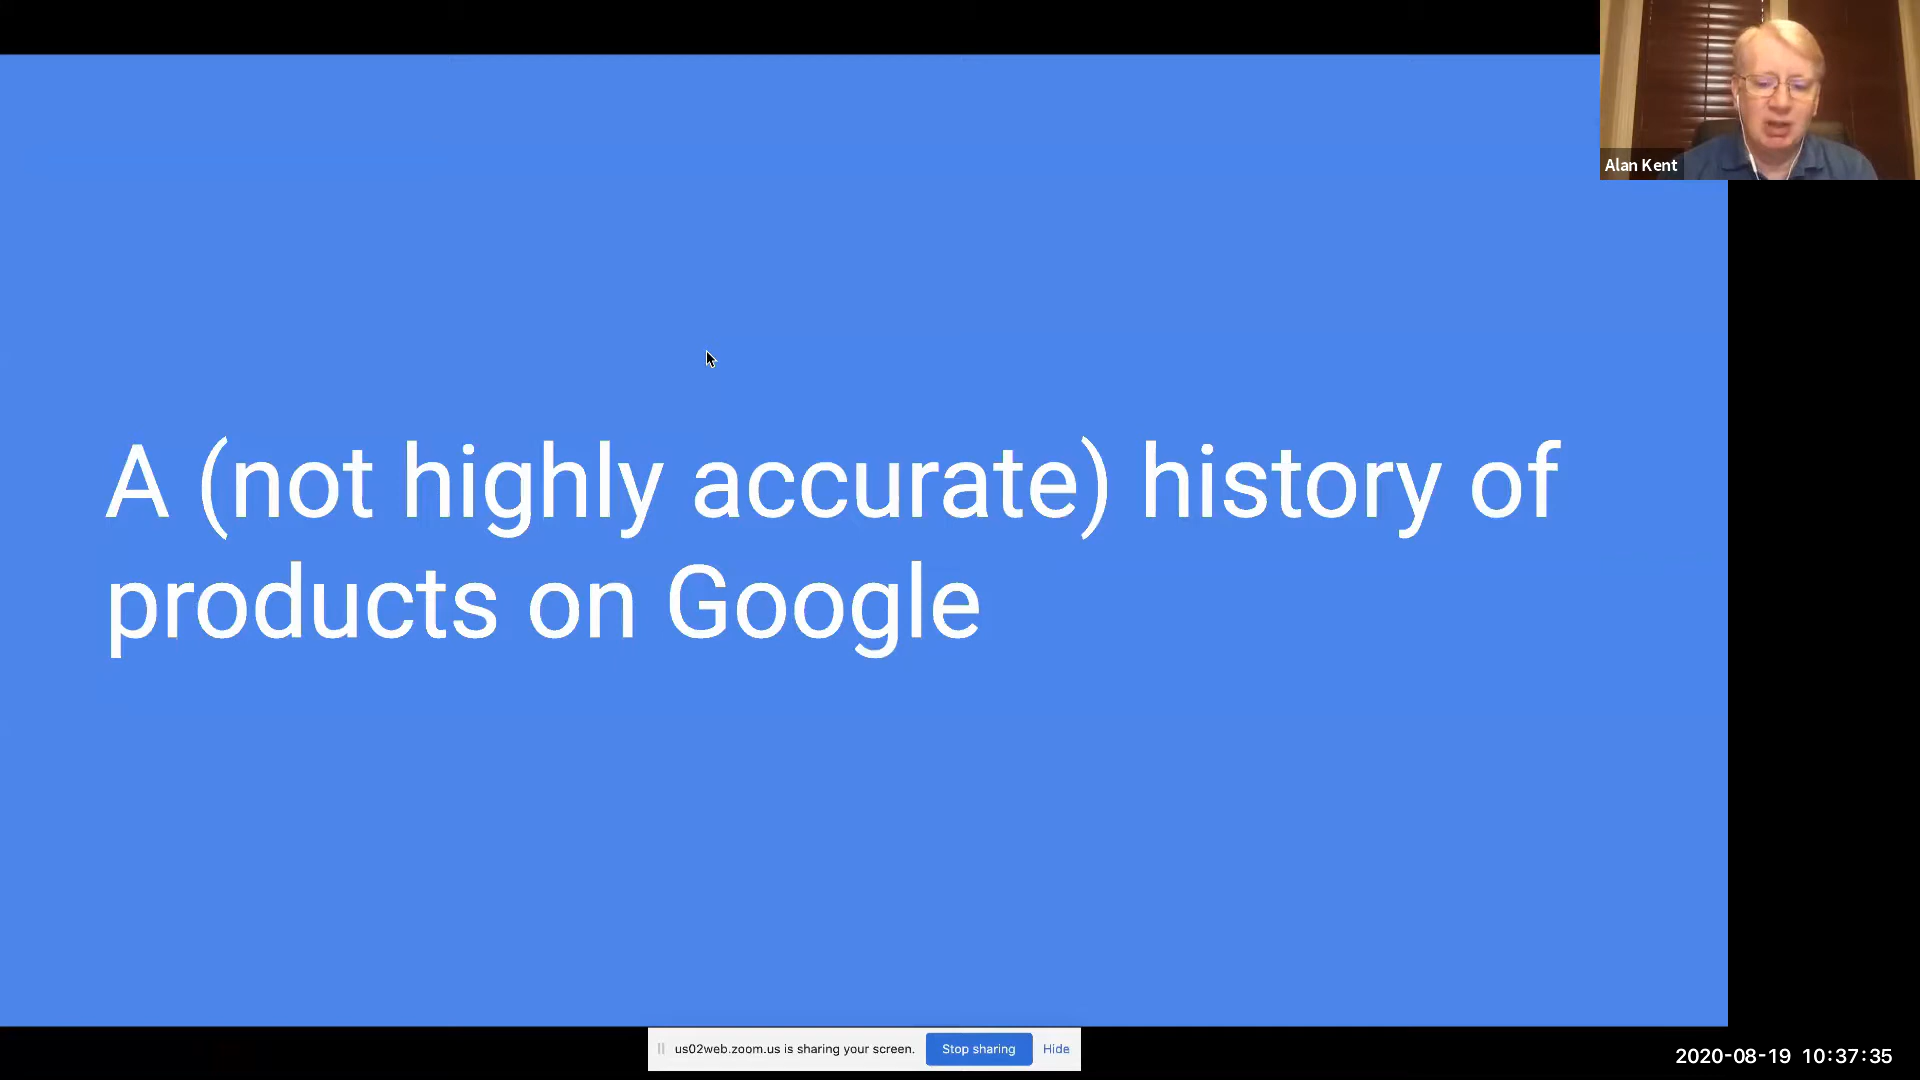 Alan Kent
A (not highly accurate) history of
products on Google
us02web.zoom.us is sharing your screen. Stop sharing Hide
2020-08-19 10:37:35